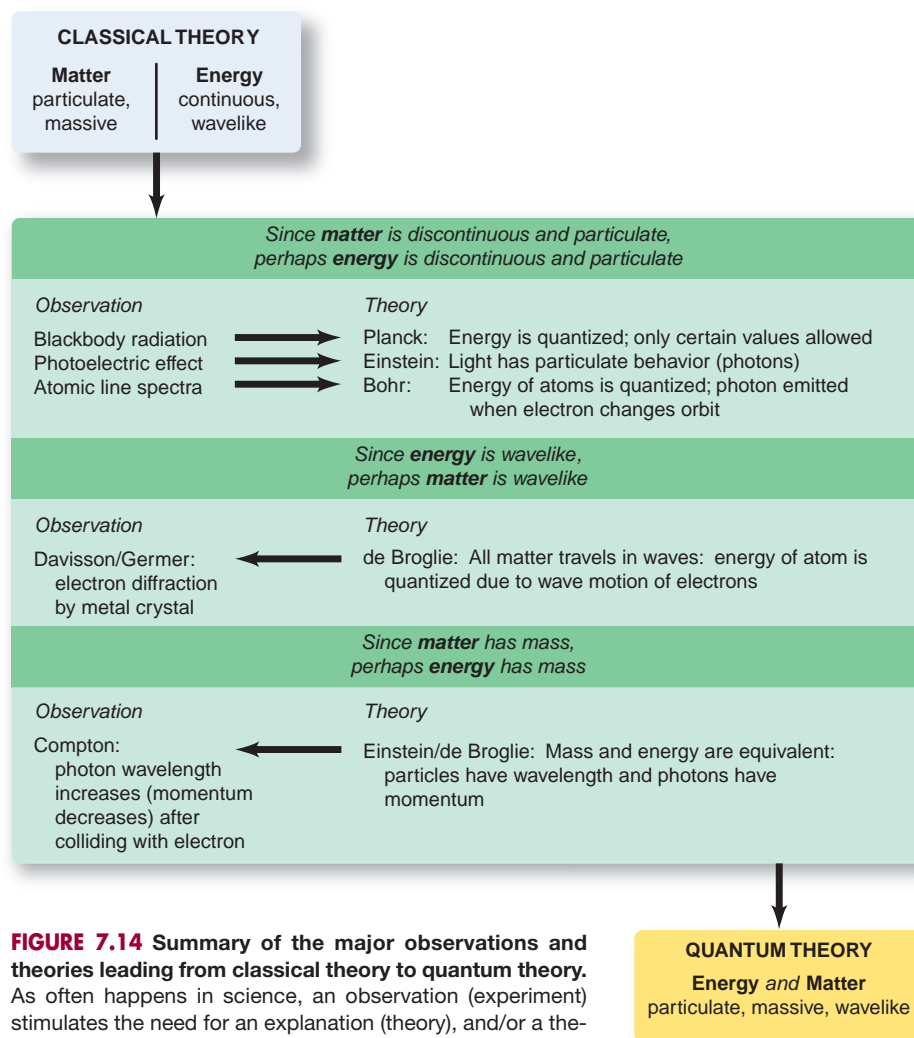 CLASSICAL THEORY
Matter Energy
particulate, continuous,
massive wavelike
Since matter is discontinuous and particulate,
perhaps energy is discontinuous and particulate
Observation Theory
Blackbody radiation Planck: Energy is quantized; only certain values allowed
Photoelectric effect Einstein: Light has particulate behavior (photons)
Atomic line spectra Bohr: Energy of atoms is quantized; photon emitted
when electron changes orbit
Since energy is wavelike,
perhaps matter is wavelike
Observation Theory
Davisson/Germer: de Broglie: All matter travels in waves: energy of atom is
electron diffraction quantized due to wave motion of electrons
by metal crystal
Since matter has mass,
perhaps energy has mass
Observation Theory
Compton: Einstein/de Broglie: Mass and energy are equivalent:
photon wavelength particles have wavelength and photons have
increases (momentum momentum
decreases) after
colliding with electron
FIGURE 7.14 Summary of the major observations and
theories leading from classical theory to quantum theory.
As often happens in science, an observation (experiment)
stimulates the need for an explanation (theory), and/or a the-
QUANTUM THEORY
Energy and Matter
particulate, massive, wavelike